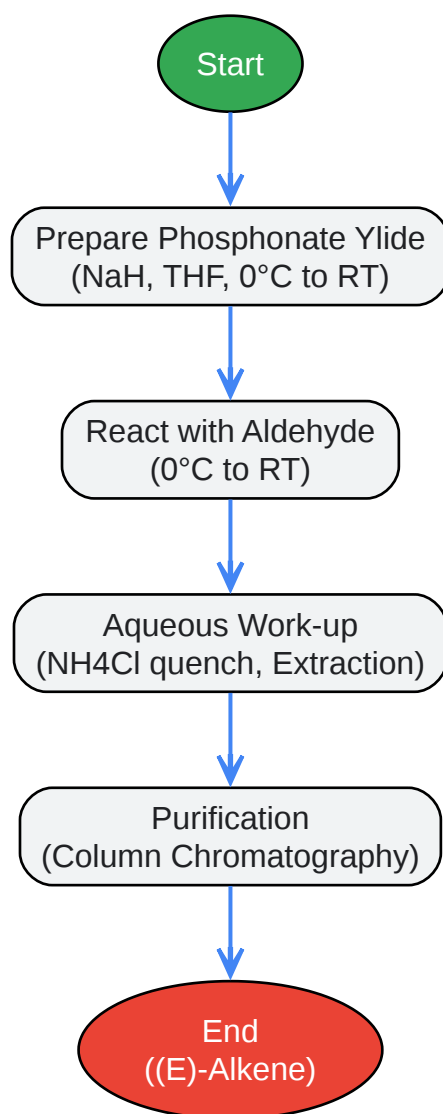 Start
Prepare Phosphonate Ylide
(NaH, THF, 0°C to RT)
React with Aldehyde
(0°C to RT)
Aqueous Work-up
(NH4Cl quench, Extraction)
Purification
(Column Chromatography)
End
((E)-Alkene)